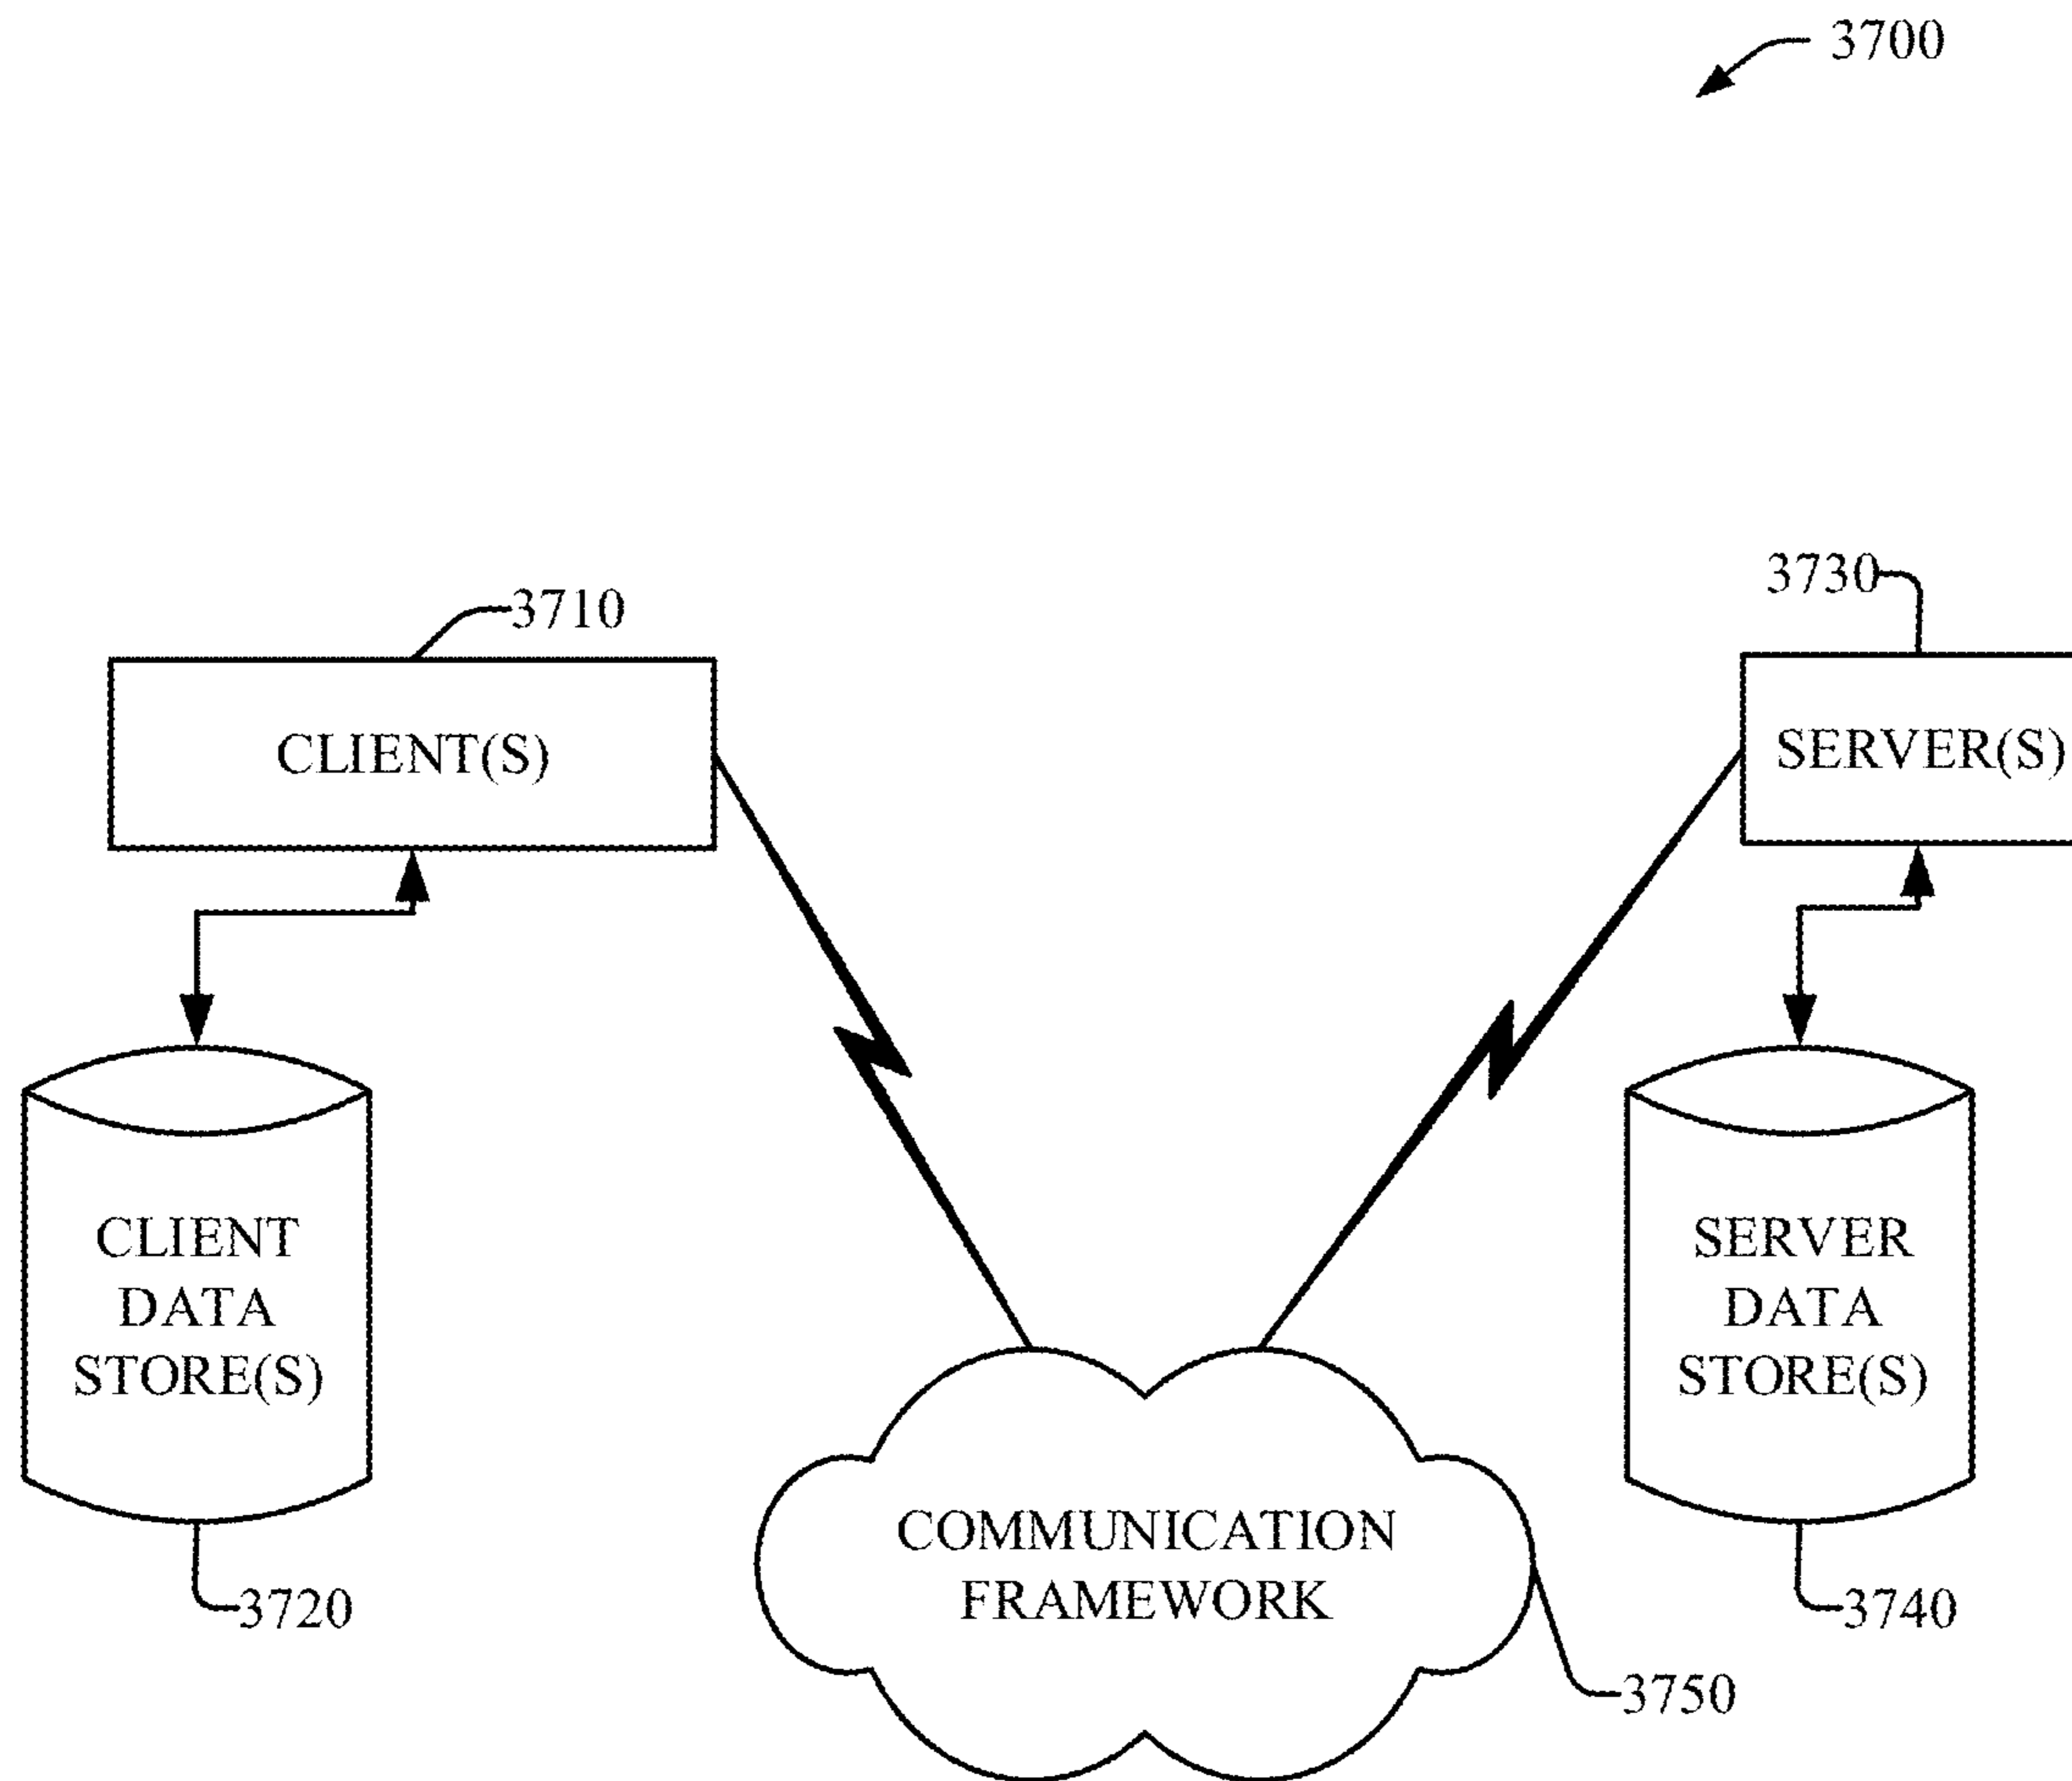 3700
3710
3730
CLIENT(S)
SERVER(S)
CLIENT
DATA
STORE(S)
SERVER
DATA
STORE(S)
COMMUNICATION
FRAMEWORK
3720
3740
3750